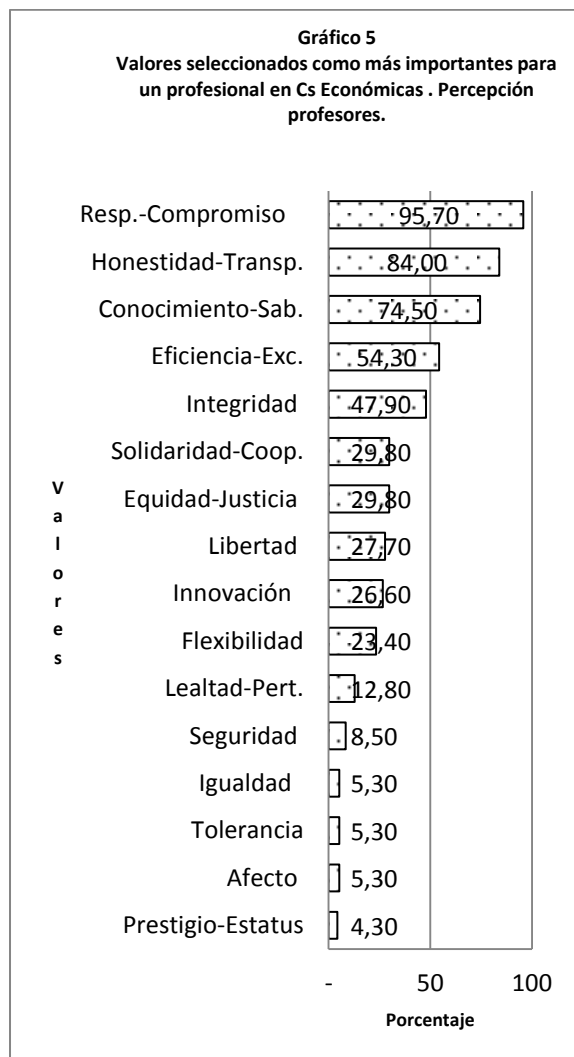 Gráfico 5
Valores seleccionados como más importantes para
un profesional en Cs Económicas . Percepción
profesores.
Resp.-Compromiso 95,70
Honestidad-Transp. 84,00
Conocimiento-Sab. 74,50
Eficiencia-Exc. 54,30
Integridad 47,90
Solidaridad-Coop. 29,80
Equidad-Justicia 29,80
Libertad 27,70
Innovación 26,60
Flexibilidad 23,40
Lealtad-Pert. 12,80
Seguridad 8,50
Igualdad 5,30
Tolerancia 5,30
Afecto 5,30
Prestigio-Estatus 4,30
Valores
- 50 100
Porcentaje